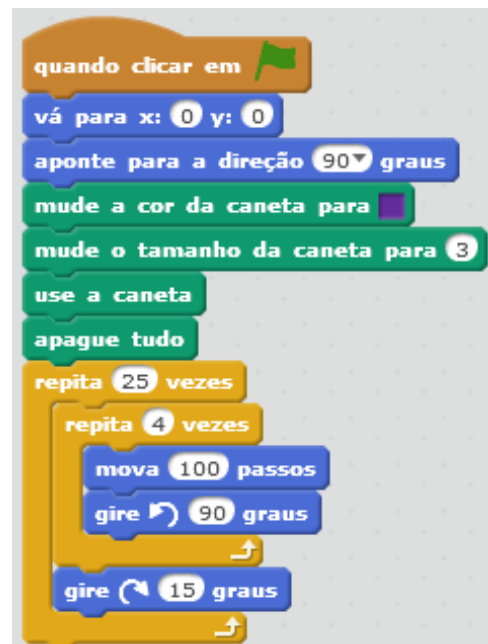 quando clicar em
vá para x: 0 y: 0
aponte para a direção 90 graus
mude a cor da caneta para
mude o tamanho da caneta para 3
use a caneta
apague tudo
repita 25 vezes
repita 4 vezes
mova 100 passos
gire 90 graus
gire 15 graus